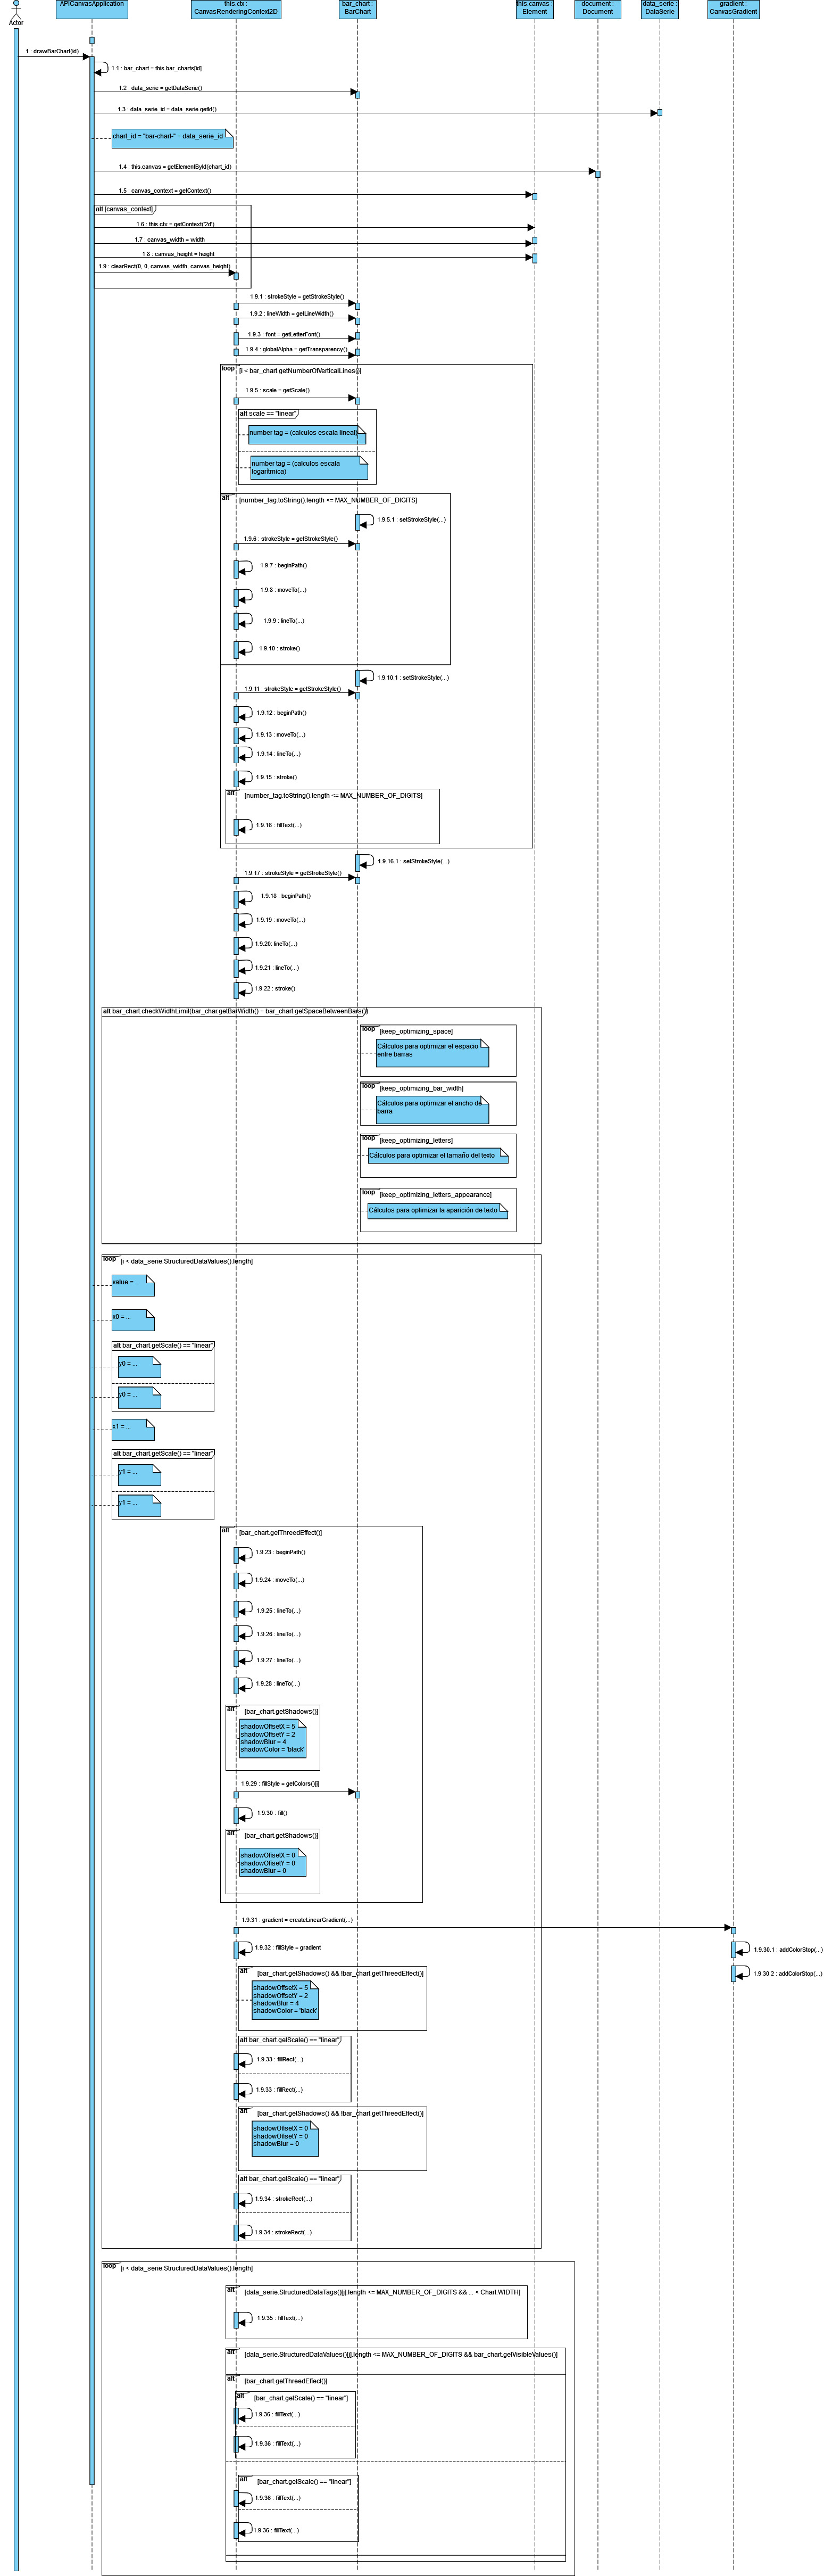 Actor
APICanvasApplication
this.ctx :
CanvasRenderingContext2D
bar_chart :
BarChart
this.canvas :
Element
document :
Document
data_serie :
DataSerie
gradient :
CanvasGradient
1 : drawBarChart(id)
1.1 : bar_chart = this.bar_charts[id]
1.2 : data_serie = getDataSerie()
1.3 : data_serie_id = data_serie.getId()
chart_id = "bar-chart-" + data_serie_id
1.4 : this.canvas = getElementById(chart_id)
1.5 : canvas_context = getContext()
alt [canvas_context]
1.6 : this.ctx = getContext('2d')
1.7 : canvas_width = width
1.8 : canvas_height = height
1.9 : clearRect(0, 0, canvas_width, canvas_height)
1.9.1 : strokeStyle = getStrokeStyle()
1.9.2 : lineWidth = getLineWidth()
1.9.3 : font = getLetterFont()
1.9.4 : globalAlpha = getTransparency()
loop [i < bar_chart.getNumberOfVerticalLines()]
1.9.5 : scale = getScale()
alt scale == "linear"
number tag = (calculos escala lineal)
number tag = (calculos escala
logarítmica)
alt [number_tag.toString().length <= MAX_NUMBER_OF_DIGITS]
1.9.5.1 : setStrokeStyle(...)
1.9.6 : strokeStyle = getStrokeStyle()
1.9.7 : beginPath()
1.9.8 : moveTo(...)
1.9.9 : lineTo(...)
1.9.10 : stroke()
1.9.10.1 : setStrokeStyle(...)
1.9.11 : strokeStyle = getStrokeStyle()
1.9.12 : beginPath()
1.9.13 : moveTo(...)
1.9.14 : lineTo(...)
1.9.15 : stroke()
alt [number_tag.toString().length <= MAX_NUMBER_OF_DIGITS]
1.9.16 : fillText(...)
1.9.16.1 : setStrokeStyle(...)
1.9.17 : strokeStyle = getStrokeStyle()
1.9.18 : beginPath()
1.9.19 : moveTo(...)
1.9.20: lineTo(...)
1.9.21 : lineTo(...)
1.9.22 : stroke()
alt bar_chart.checkWidthLimit(bar_char.getBarWidth() + bar_chart.getSpaceBetweenBars())
loop [keep_optimizing_space]
Cálculos para optimizar el espacio
entre barras
loop [keep_optimizing_bar_width]
Cálculos para optimizar el ancho de
barra
loop [keep_optimizing_letters]
Cálculos para optimizar el tamaño del texto
loop [keep_optimizing_letters_appearance]
Cálculos para optimizar la aparición de texto
loop [i < data_serie.StructuredDataValues().length]
value = ...
x0 = ...
alt bar_chart.getScale() == "linear"
y0 = ...
y0 = ...
x1 = ...
alt bar_chart.getScale() == "linear"
y1 = ...
y1 = ...
alt [bar_chart.getThreedEffect()]
1.9.23 : beginPath()
1.9.24 : moveTo(...)
1.9.25 : lineTo(...)
1.9.26 : lineTo(...)
1.9.27 : lineTo(...)
1.9.28 : lineTo(...)
alt [bar_chart.getShadows()]
shadowOffsetX = 5
shadowOffsetY = 2
shadowBlur = 4
shadowColor = 'black'
1.9.29 : fillStyle = getColors()[i]
1.9.30 : fill()
alt [bar_chart.getShadows()]
shadowOffsetX = 0
shadowOffsetY = 0
shadowBlur = 0
1.9.31 : gradient = createLinearGradient(...)
1.9.32 : fillStyle = gradient
1.9.30.1 : addColorStop(...)
alt [bar_chart.getShadows() && !bar_chart.getThreedEffect()]
1.9.30.2 : addColorStop(...)
shadowOffsetX = 5
shadowOffsetY = 2
shadowBlur = 4
shadowColor = 'black'
alt bar_chart.getScale() == "linear"
1.9.33 : fillRect(...)
1.9.33 : fillRect(...)
alt [bar_chart.getShadows() && !bar_chart.getThreedEffect()]
shadowOffsetX = 0
shadowOffsetY = 0
shadowBlur = 0
alt bar_chart.getScale() == "linear"
1.9.34 : strokeRect(...)
1.9.34 : strokeRect(...)
loop [i < data_serie.StructuredDataValues().length]
alt [data_serie.StructuredDataTags()[i].length <= MAX_NUMBER_OF_DIGITS && ... < Chart.WIDTH]
1.9.35 : fillText(...)
alt [data_serie.StructuredDataValues()[i].length <= MAX_NUMBER_OF_DIGITS && bar_chart.getVisibleValues()]
alt [bar_chart.getThreedEffect()]
alt [bar_chart.getScale() == "linear"]
1.9.36 : fillText(...)
1.9.36 : fillText(...)
alt [bar_chart.getScale() == "linear"]
1.9.36 : fillText(...)
1.9.36 : fillText(...)